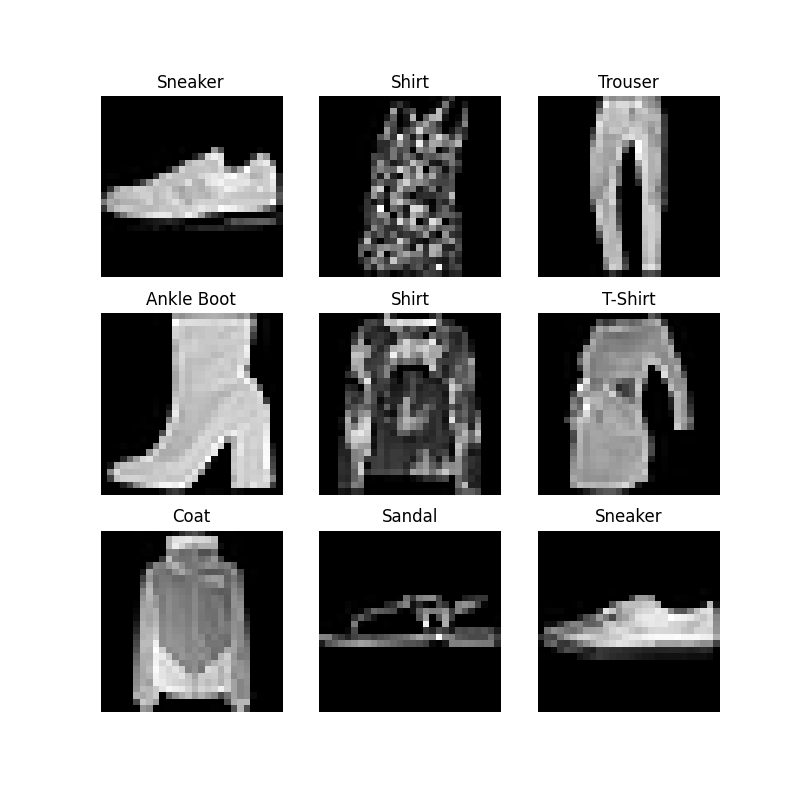 Sneaker
Shirt
Trouser
Ankle Boot
Shirt
T-Shirt
Coat
Sandal
Sneaker